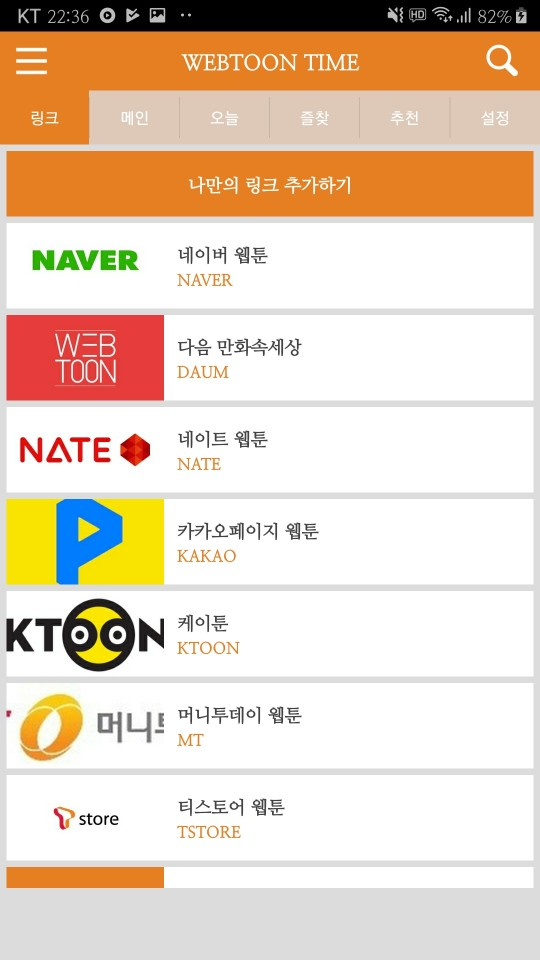 KT 22:36 HD 82%
WEBTOON TIME
링크 메인 오늘 즐찾 추천 설정
나만의 링크 추가하기
NAVER
네이버 웹툰
NAVER
WEB
TOON
다음 만화속세상
DAUM
NATE
네이트 웹툰
NATE
P
카카오페이지 웹툰
KAKAO
KTOON
케이툰
KTOON
머니투
머니투데이 웹툰
MT
T store
티스토어 웹툰
TSTORE